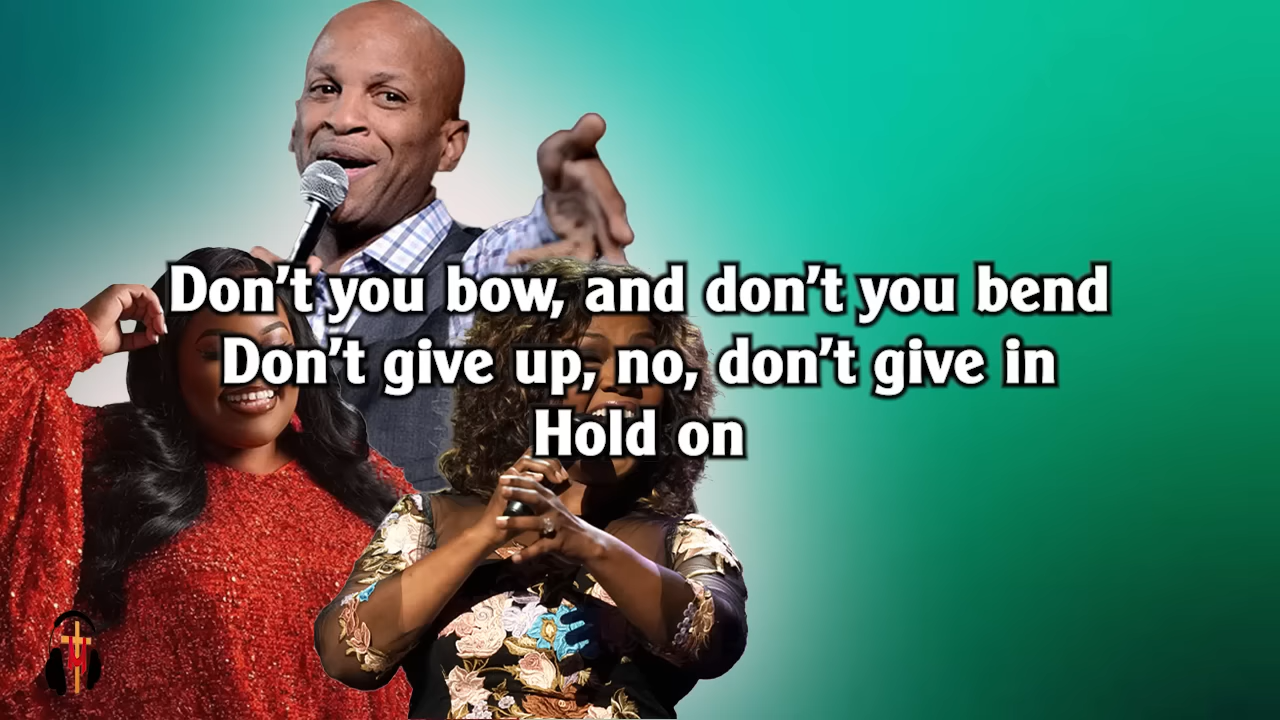 Don't you bow, and don't you bend
Don't give up, no, don't give in
Hold on